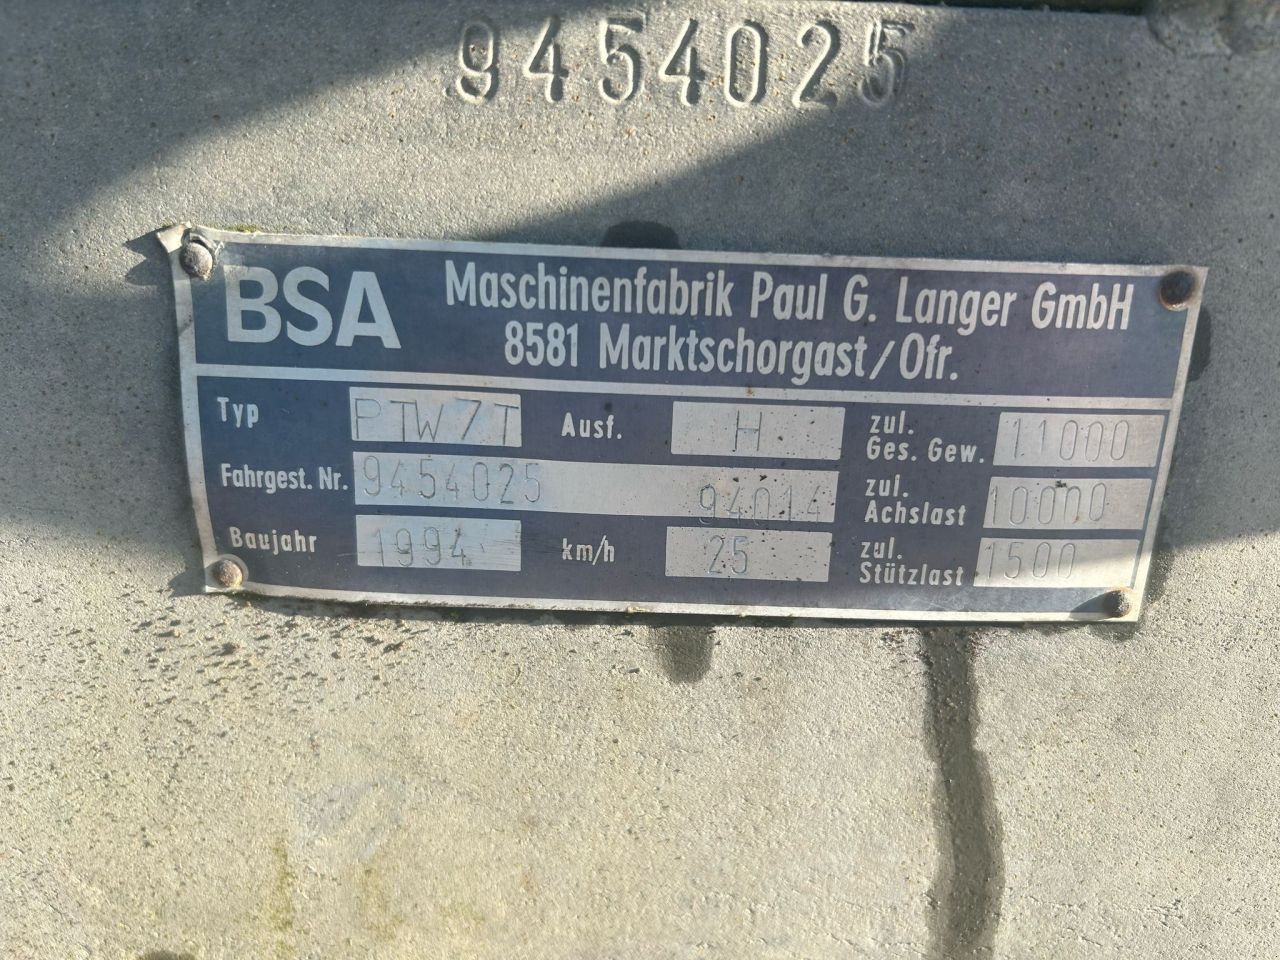 9454025
BSA
Maschinenfabrik Paul G. Langer GmbH
8581 Marktschorgast/Ofr.
Typ PTW7T Ausf. H zul. Ges. Gew. 11000
Fahrgest. Nr. 9454025 94014 zul. Achslast 10000
Baujahr 1994 km/h 25 zul. Stützlast 1500